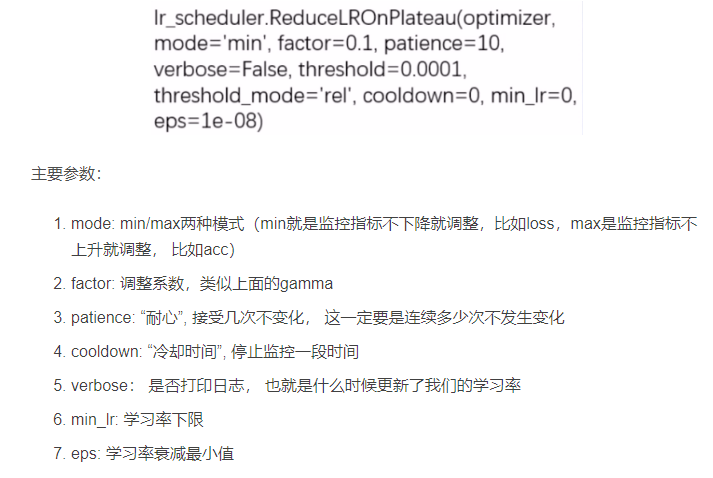 lr_scheduler.ReduceLROnPlateau(optimizer,
mode='min', factor=0.1, patience=10,
verbose=False, threshold=0.0001,
threshold_mode='rel', cooldown=0, min_lr=0,
eps=1e-08)
主要参数：
1. mode: min/max两种模式（min就是监控指标不下降就调整，比如loss，max是监控指标不
上升就调整， 比如acc）
2. factor: 调整系数，类似上面的gamma
3. patience: “耐心”, 接受几次不变化， 这一定要是连续多少次不发生变化
4. cooldown: “冷却时间”, 停止监控一段时间
5. verbose： 是否打印日志， 也就是什么时候更新了我们的学习率
6. min_lr: 学习率下限
7. eps: 学习率衰减最小值